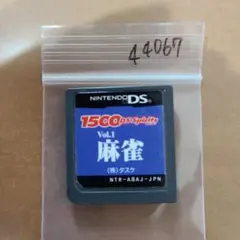 44067
NINTENDO DS
1500 DS Spirits
Vol.1
麻雀
(株)タスケ
NTR-ABAJ-JPN